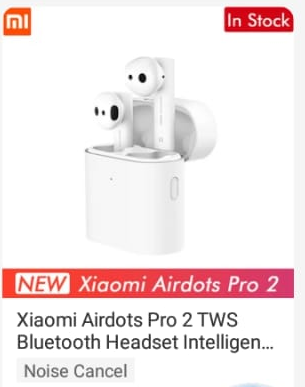 mi
In Stock
NEW Xiaomi Airdots Pro 2
Xiaomi Airdots Pro 2 TWS
Bluetooth Headset Intelligen...
Noise Cancel